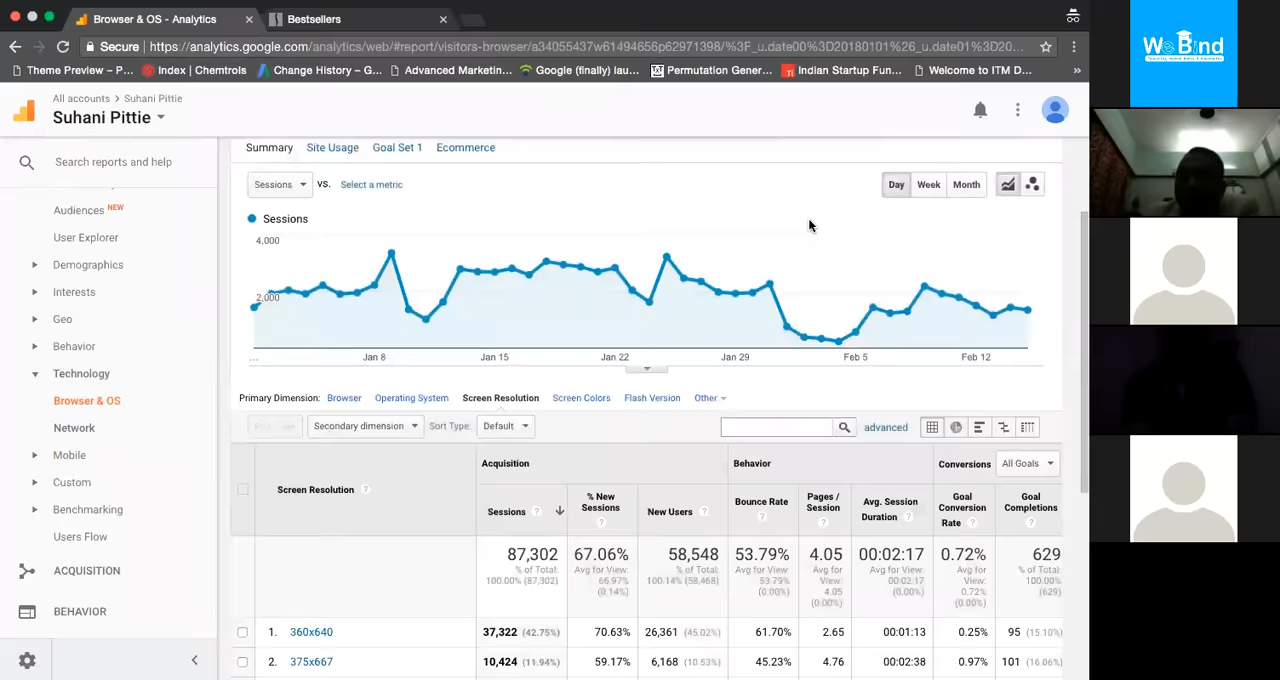 Browser & OS - Analytics
Bestsellers
Secure
https://analytics.google.com/analytics/web/#report/visitors-browser/a34055437w61494656p62971398/%3F_u.date00%3D20180101%26_u.date01%3D20...
Theme Preview – P...
Index | Chemtrols
Change History – G...
Advanced Marketin...
Google (finally) lau...
Permutation Gener...
Indian Startup Fun...
Welcome to ITM D...
»
We Bind
All accounts > Suhani Pittie
Suhani Pittie
Search reports and help
Audiences NEW
User Explorer
Demographics
Interests
Geo
Behavior
Technology
Browser & OS
Network
Mobile
Custom
Benchmarking
Users Flow
ACQUISITION
BEHAVIOR
Summary Site Usage Goal Set 1 Ecommerce
Sessions VS. Select a metric
Day Week Month
Sessions
4,000
2,000
... Jan 8 Jan 15 Jan 22 Jan 29 Feb 5 Feb 12
Primary Dimension: Browser Operating System Screen Resolution Screen Colors Flash Version Other
Secondary dimension Sort Type: Default advanced
Acquisition Behavior Conversions All Goals
Screen Resolution ? Sessions ? % New Sessions ? New Users ? Bounce Rate ? Pages / Session ? Avg. Session Duration ? Goal Conversion Rate ? Goal Completions ?
87,302 67.06% 58,548 53.79% 4.05 00:02:17 0.72% 629
% of Total: 100.00% (87,302) Avg for View: 66.97% (0.14%) % of Total: 100.14% (58,468) Avg for View: 53.79% (0.00%) Avg for View: 4.05 (0.00%) Avg for View: 00:02:17 (0.00%) Avg for View: 0.72% (0.00%) % of Total: 100.00% (629)
1. 360x640 37,322 (42.75%) 70.63% 26,361 (45.02%) 61.70% 2.65 00:01:13 0.25% 95 (15.10%)
2. 375x667 10,424 (11.94%) 59.17% 6,168 (10.53%) 45.23% 4.76 00:02:38 0.97% 101 (16.06%)